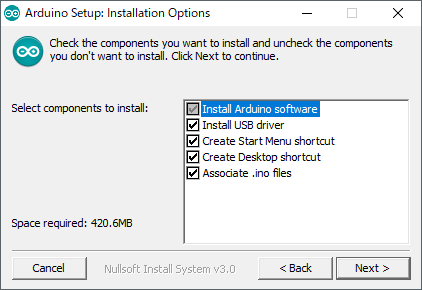 Arduino Setup: Installation Options
Check the components you want to install and uncheck the components
you don't want to install. Click Next to continue.
Select components to install:
Install Arduino software
Install USB driver
Create Start Menu shortcut
Create Desktop shortcut
Associate .ino files
Space required: 420.6MB
Cancel
Nullsoft Install System v3.0
< Back
Next >